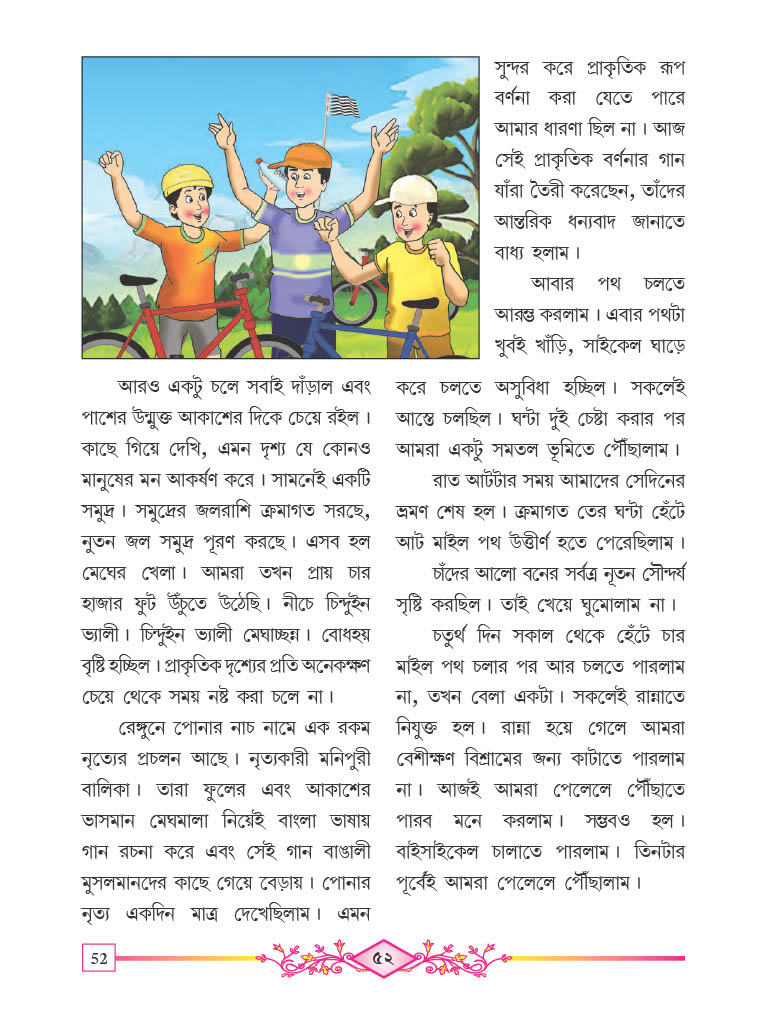 আরও একটু চলে সবাই দাঁড়াল এবং
পাশের উন্মুক্ত আকাশের দিকে চেয়ে রইল।
কাছে গিয়ে দেখি, এমন দৃশ্য যে কোনও
মানুষের মন আকর্ষণ করে। সামনেই একটি
সমুদ্র। সমুদ্রের জলরাশি ক্রমাগত সরছে,
নুতন জল সমুদ্র পূরণ করছে। এসব হল
মেঘের খেলা। আমরা তখন প্রায় চার
হাজার ফুট উঁচুতে উঠেছি। নীচে চিন্দুইন
ভ্যালী। চিন্দুইন ভ্যালী মেঘাচ্ছন্ন। বোধহয়
বৃষ্টি হচ্ছিল। প্রাকৃতিক দৃশ্যের প্রতি অনেকক্ষণ
চেয়ে থেকে সময় নষ্ট করা চলে না।
রেঙ্গুনে পোনার নাচ নামে এক রকম
নৃত্যের প্রচলন আছে। নৃত্যকারী মনিপুরী
বালিকা। তারা ফুলের এবং আকাশের
ভাসমান মেঘমালা নিয়েই বাংলা ভাষায়
গান রচনা করে এবং সেই গান বাঙালী
মুসলমানদের কাছে গেয়ে বেড়ায়। পোনার
নৃত্য একদিন মাত্র দেখেছিলাম। এমন
সুন্দর করে প্রাকৃতিক রূপ
বর্ণনা করা যেতে পারে
আমার ধারণা ছিল না। আজ
সেই প্রাকৃতিক বর্ণনার গান
যাঁরা তৈরী করেছেন, তাঁদের
আন্তরিক ধন্যবাদ জানাতে
বাধ্য হলাম।
আবার পথ চলতে
আরম্ভ করলাম। এবার পথটা
খুবই খাঁড়ি, সাইকেল ঘাড়ে
করে চলতে অসুবিধা হচ্ছিল। সকলেই
আস্তে চলছিল। ঘন্টা দুই চেষ্টা করার পর
আমরা একটু সমতল ভূমিতে পৌঁছালাম।
রাত আটটার সময় আমাদের সেদিনের
ভ্রমণ শেষ হল। ক্রমাগত তের ঘন্টা হেঁটে
আট মাইল পথ উত্তীর্ণ হতে পেরেছিলাম।
চাঁদের আলো বনের সর্বত্র নূতন সৌন্দর্য
সৃষ্টি করছিল। তাই খেয়ে ঘুমোলাম না।
চতুর্থ দিন সকাল থেকে হেঁটে চার
মাইল পথ চলার পর আর চলতে পারলাম
না, তখন বেলা একটা। সকলেই রান্নাতে
নিযুক্ত হল। রান্না হয়ে গেলে আমরা
বেশীক্ষণ বিশ্রামের জন্য কাটাতে পারলাম
না। আজই আমরা পেলেলে পৌঁছাতে
পারব মনে করলাম। সম্ভবও হল।
বাইসাইকেল চালাতে পারলাম। তিনটার
পূর্বেই আমরা পেলেলে পৌঁছালাম।
52
৫২